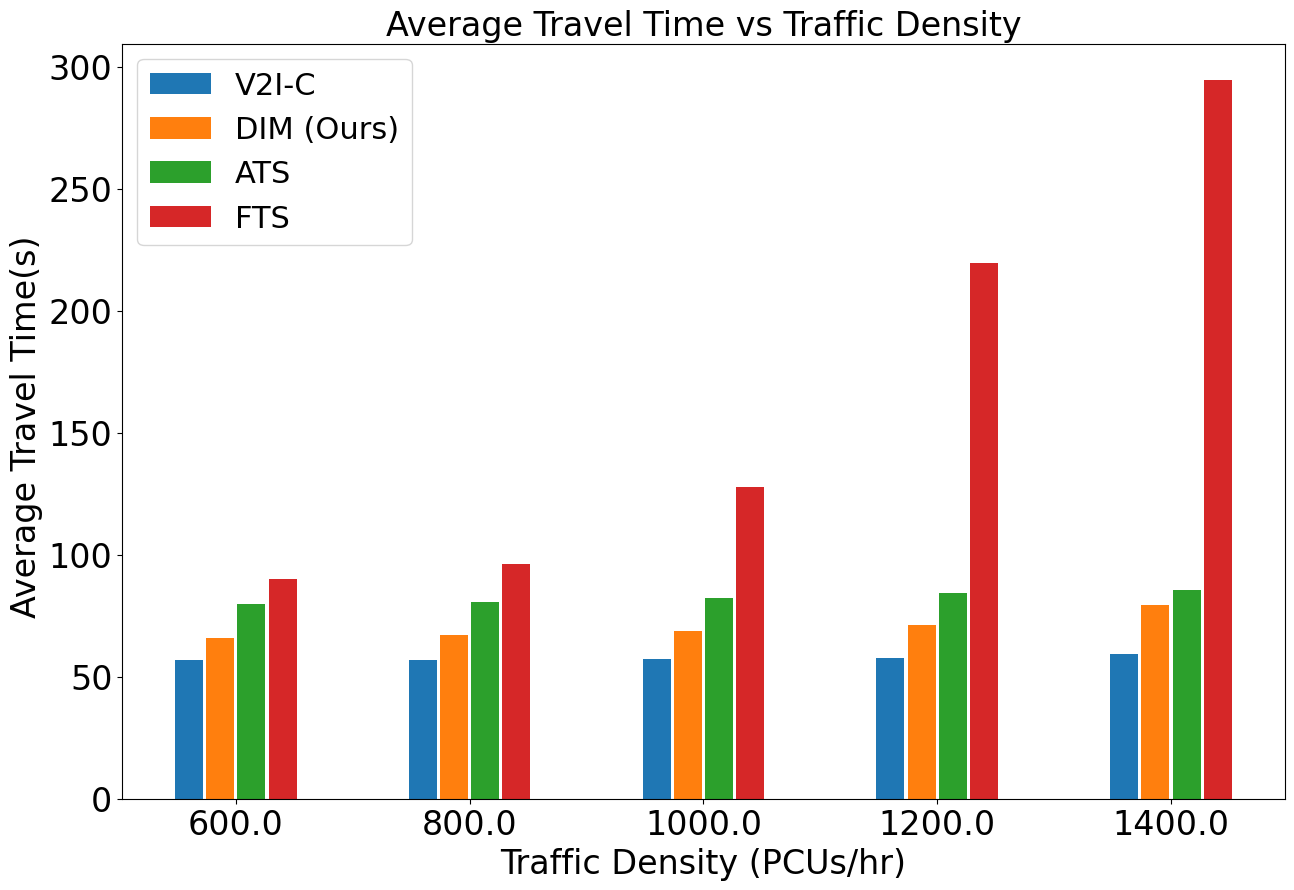 Average Travel Time vs Traffic Density
V2I-C
DIM (Ours)
ATS
FTS
Average Travel Time(s)
300
250
200
150
100
50
0
600.0 800.0 1000.0 1200.0 1400.0
Traffic Density (PCUs/hr)